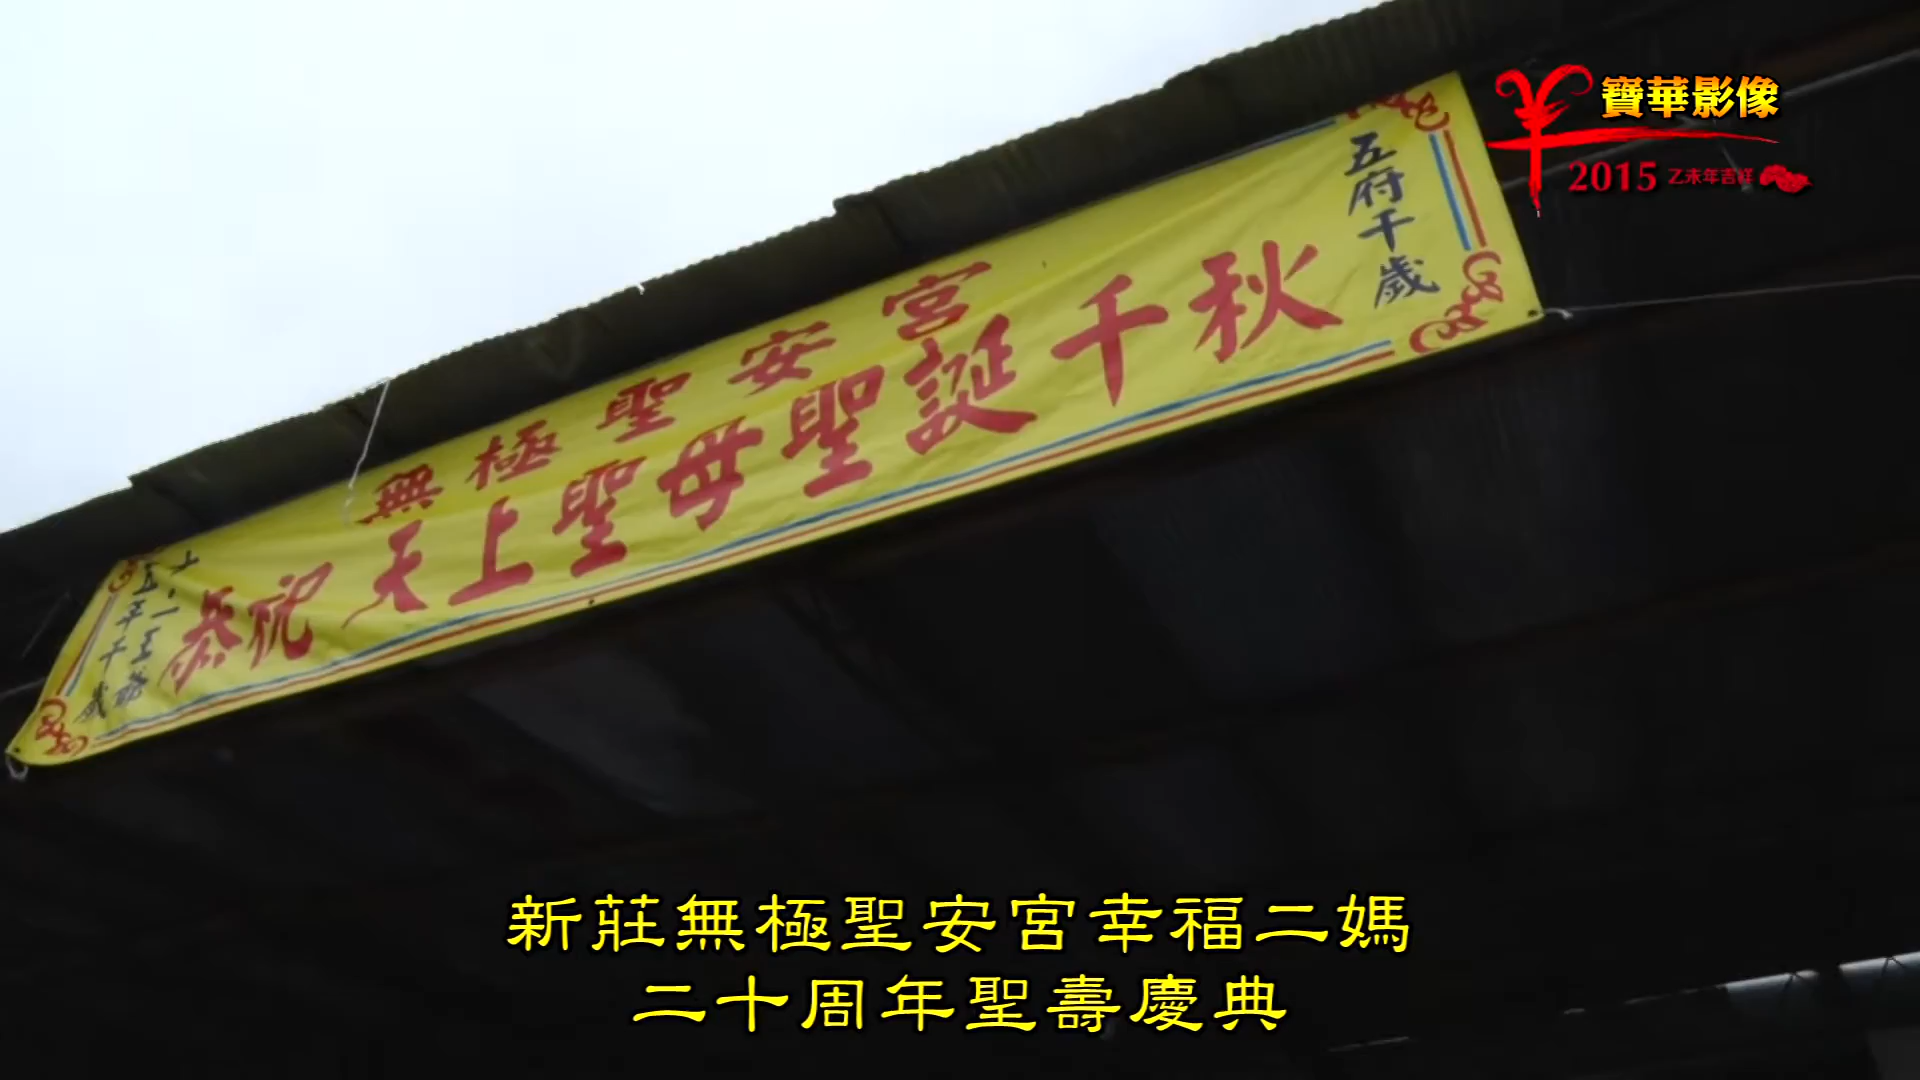 寶華影像
2015 乙未年吉祥
五府千歲
無極聖安宮
恭祝 天上聖母聖誕千秋
新莊無極聖安宮幸福二媽
二十周年聖壽慶典